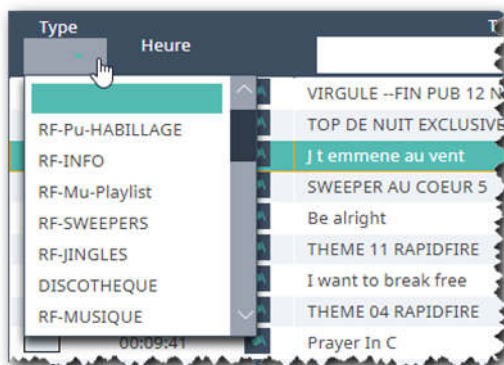 Type
Heure
T
RF-Pu-HABILLAGE
RF-INFO
RF-Mu-Playlist
RF-SWEEPERS
RF-JINGLES
DISCOTHEQUE
RF-MUSIQUE
00:09:41
VIRGULE --FIN PUB 12 N
TOP DE NUIT EXCLUSIVE
J t emmene au vent
SWEEPER AU COEUR 5
Be alright
THEME 11 RAPIDFIRE
I want to break free
THEME 04 RAPIDFIRE
Prayer In C